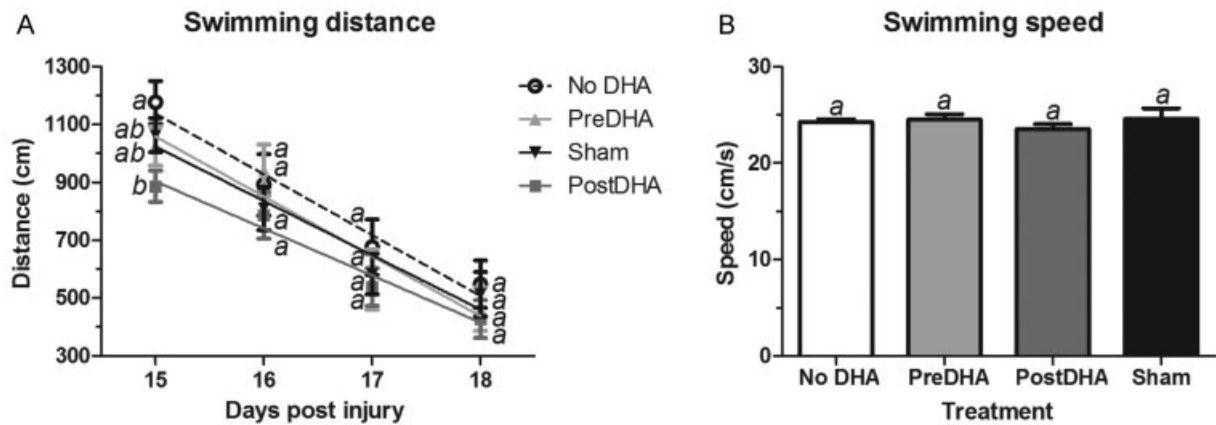 A
Swimming distance
1300
1100
900
700
500
300
Distance (cm)
a
ab
ab
b
a
a
a
a
a
a
a
a
a
a
a
a
15
16
17
18
Days post injury
No DHA
PreDHA
Sham
PostDHA
B
Swimming speed
30
20
10
0
Speed (cm/s)
a
a
a
a
No DHA
PreDHA
PostDHA
Sham
Treatment